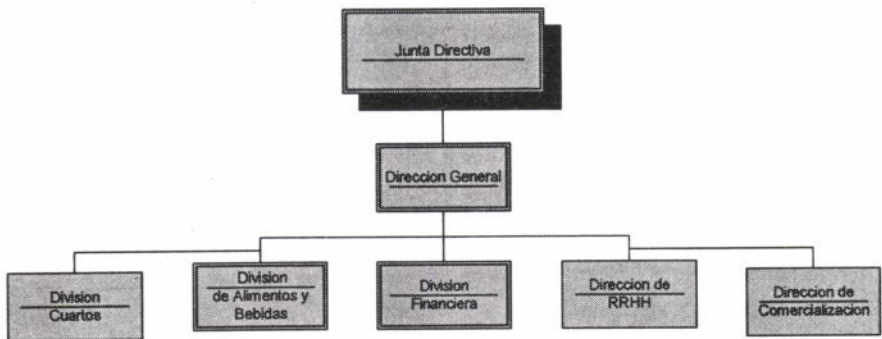 Junta Directiva
Direccion General
Division
Cuartos
Division
de Alimentos y
Bebidas
Division
Financiera
Direccion de
RRHH
Direccion de
Comercializacion